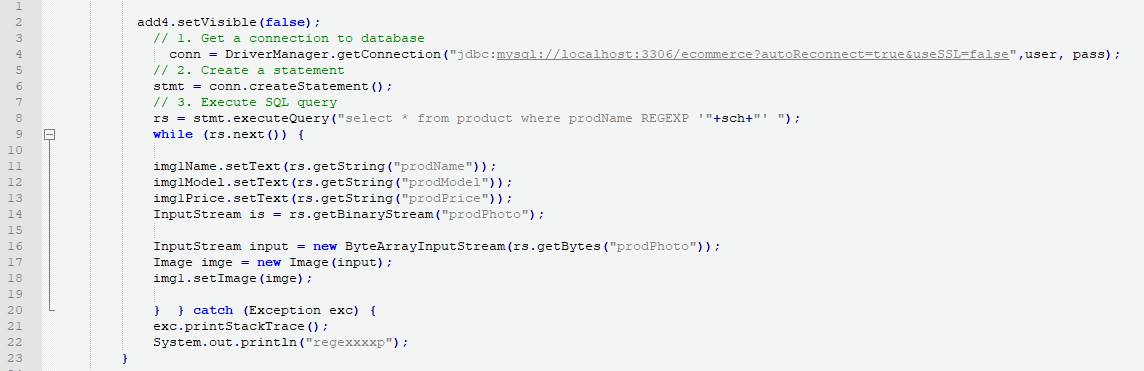 1
2 add4.setVisible(false);
3 // 1. Get a connection to database
4 conn = DriverManager.getConnection("jdbc:mysql://localhost:3306/ecommerce?autoReconnect=true&useSSL=false",user, pass);
5 // 2. Create a statement
6 stmt = conn.createStatement();
7 // 3. Execute SQL query
8 rs = stmt.executeQuery("select * from product where prodName REGEXP '"+sch+"' ");
9 while (rs.next()) {
10
11 img1Name.setText(rs.getString("prodName"));
12 img1Model.setText(rs.getString("prodModel"));
13 img1Price.setText(rs.getString("prodPrice"));
14 InputStream is = rs.getBinaryStream("prodPhoto");
15
16 InputStream input = new ByteArrayInputStream(rs.getBytes("prodPhoto"));
17 Image imge = new Image(input);
18 img1.setImage(imge);
19
20 } } catch (Exception exc) {
21 exc.printStackTrace();
22 System.out.println("regexxxxp");
23 }